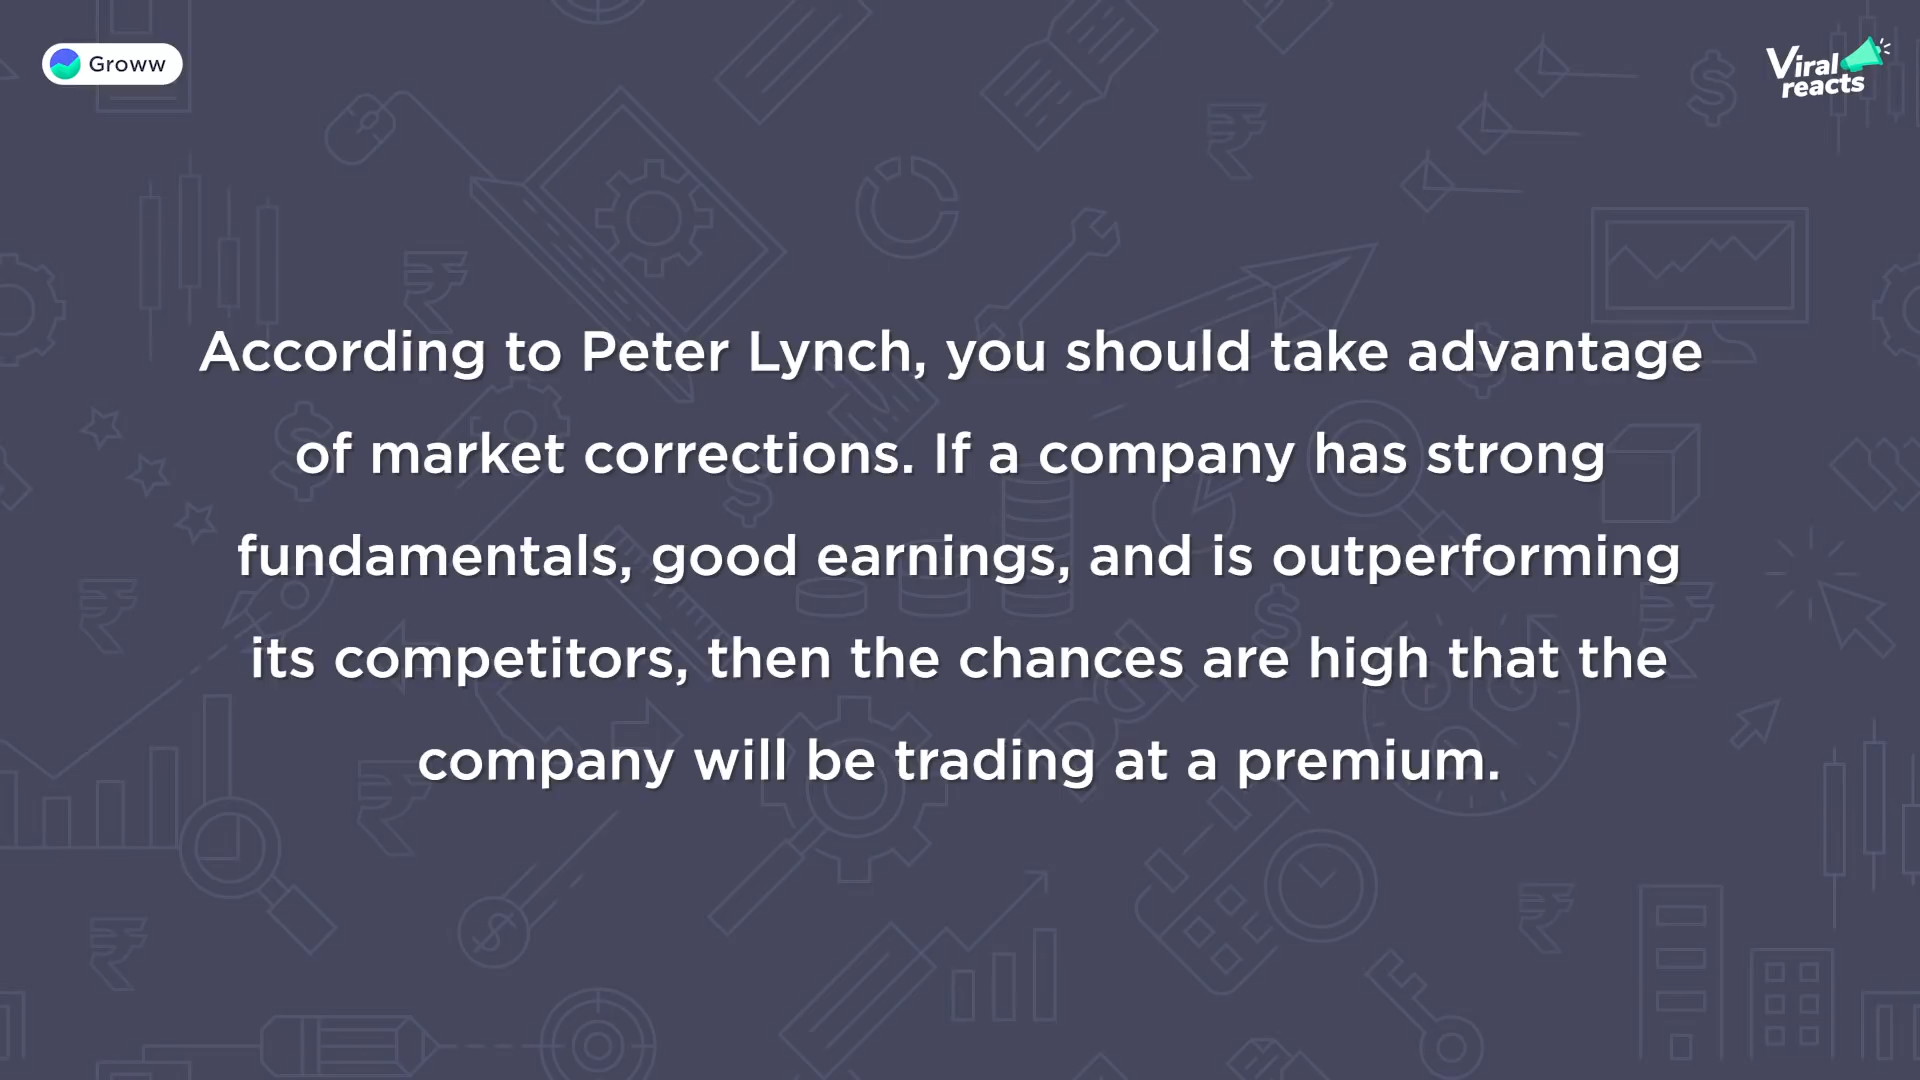 Groww
Viral
reacts
According to Peter Lynch, you should take advantage
of market corrections. If a company has strong
fundamentals, good earnings, and is outperforming
its competitors, then the chances are high that the
company will be trading at a premium.